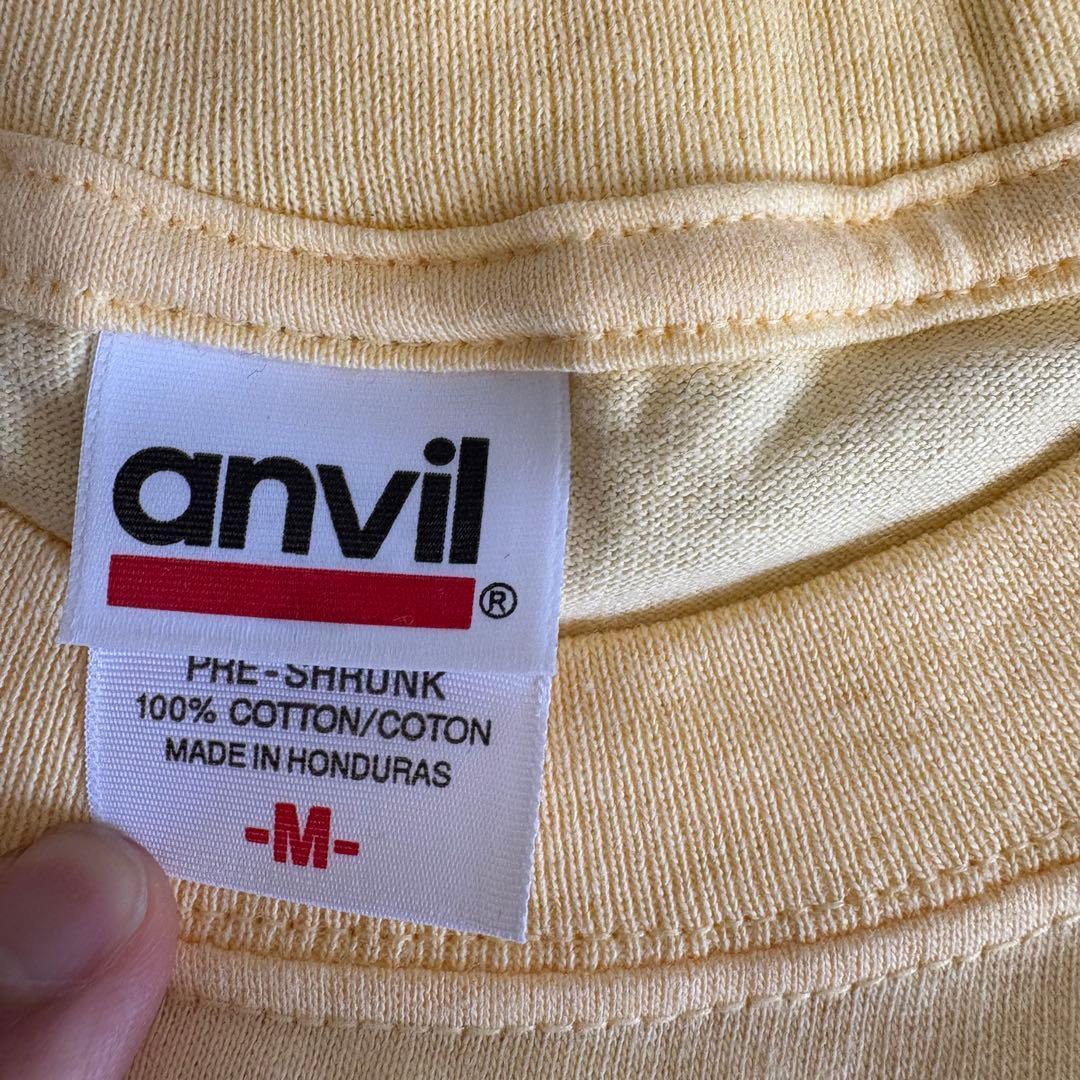 anvil
®
PRE-SHRUNK
100% COTTON/COTON
MADE IN HONDURAS
-M-